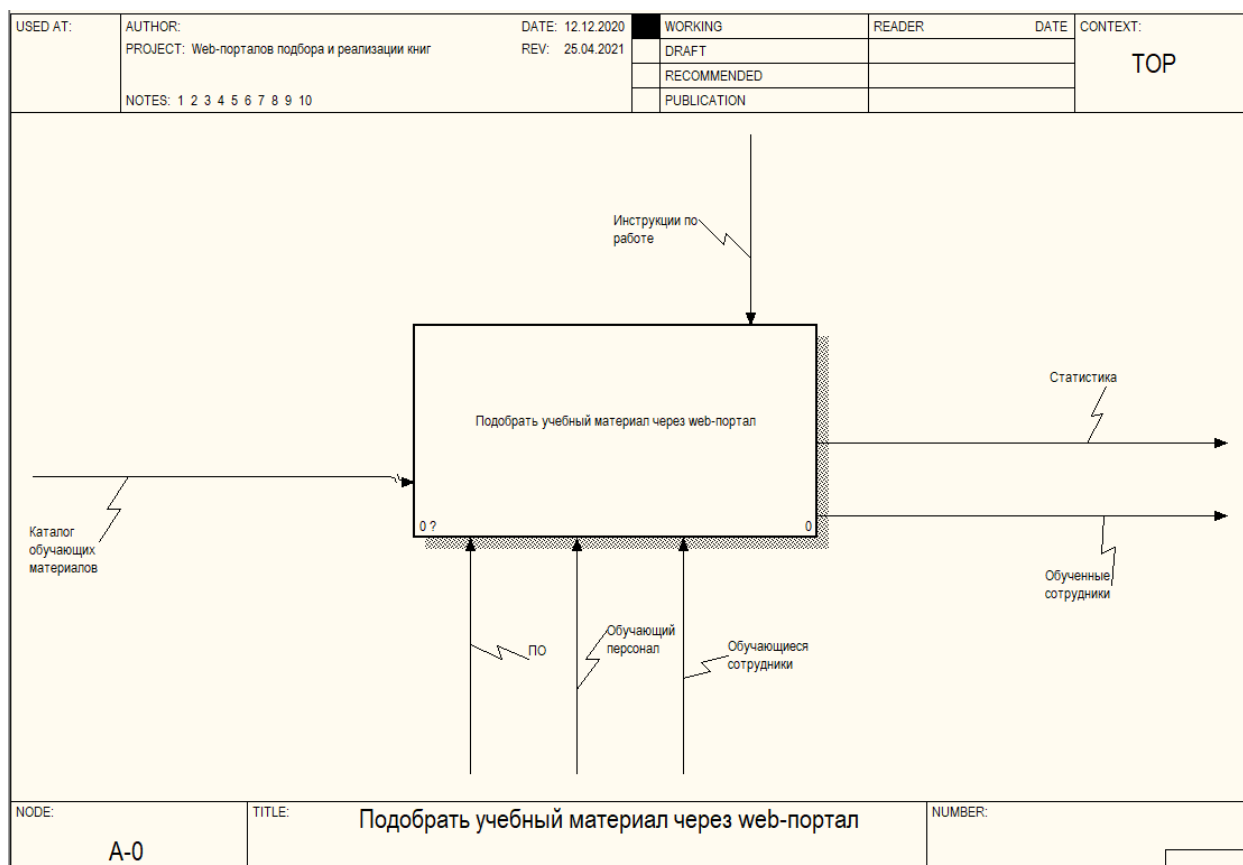 USED AT:
AUTHOR:
DATE: 12.12.2020
PROJECT: Web-порталов подбора и реализации книг
REV: 25.04.2021
NOTES: 1 2 3 4 5 6 7 8 9 10
WORKING
DRAFT
RECOMMENDED
PUBLICATION
READER
DATE
CONTEXT:
TOP
Инструкции по
работе
Статистика
Подобрать учебный материал через web-портал
0 ?
0
Каталог
обучающих
материалов
Обученные
сотрудники
ПО
Обучающий
персонал
Обучающиеся
сотрудники
NODE:
A-0
TITLE:
Подобрать учебный материал через web-портал
NUMBER: